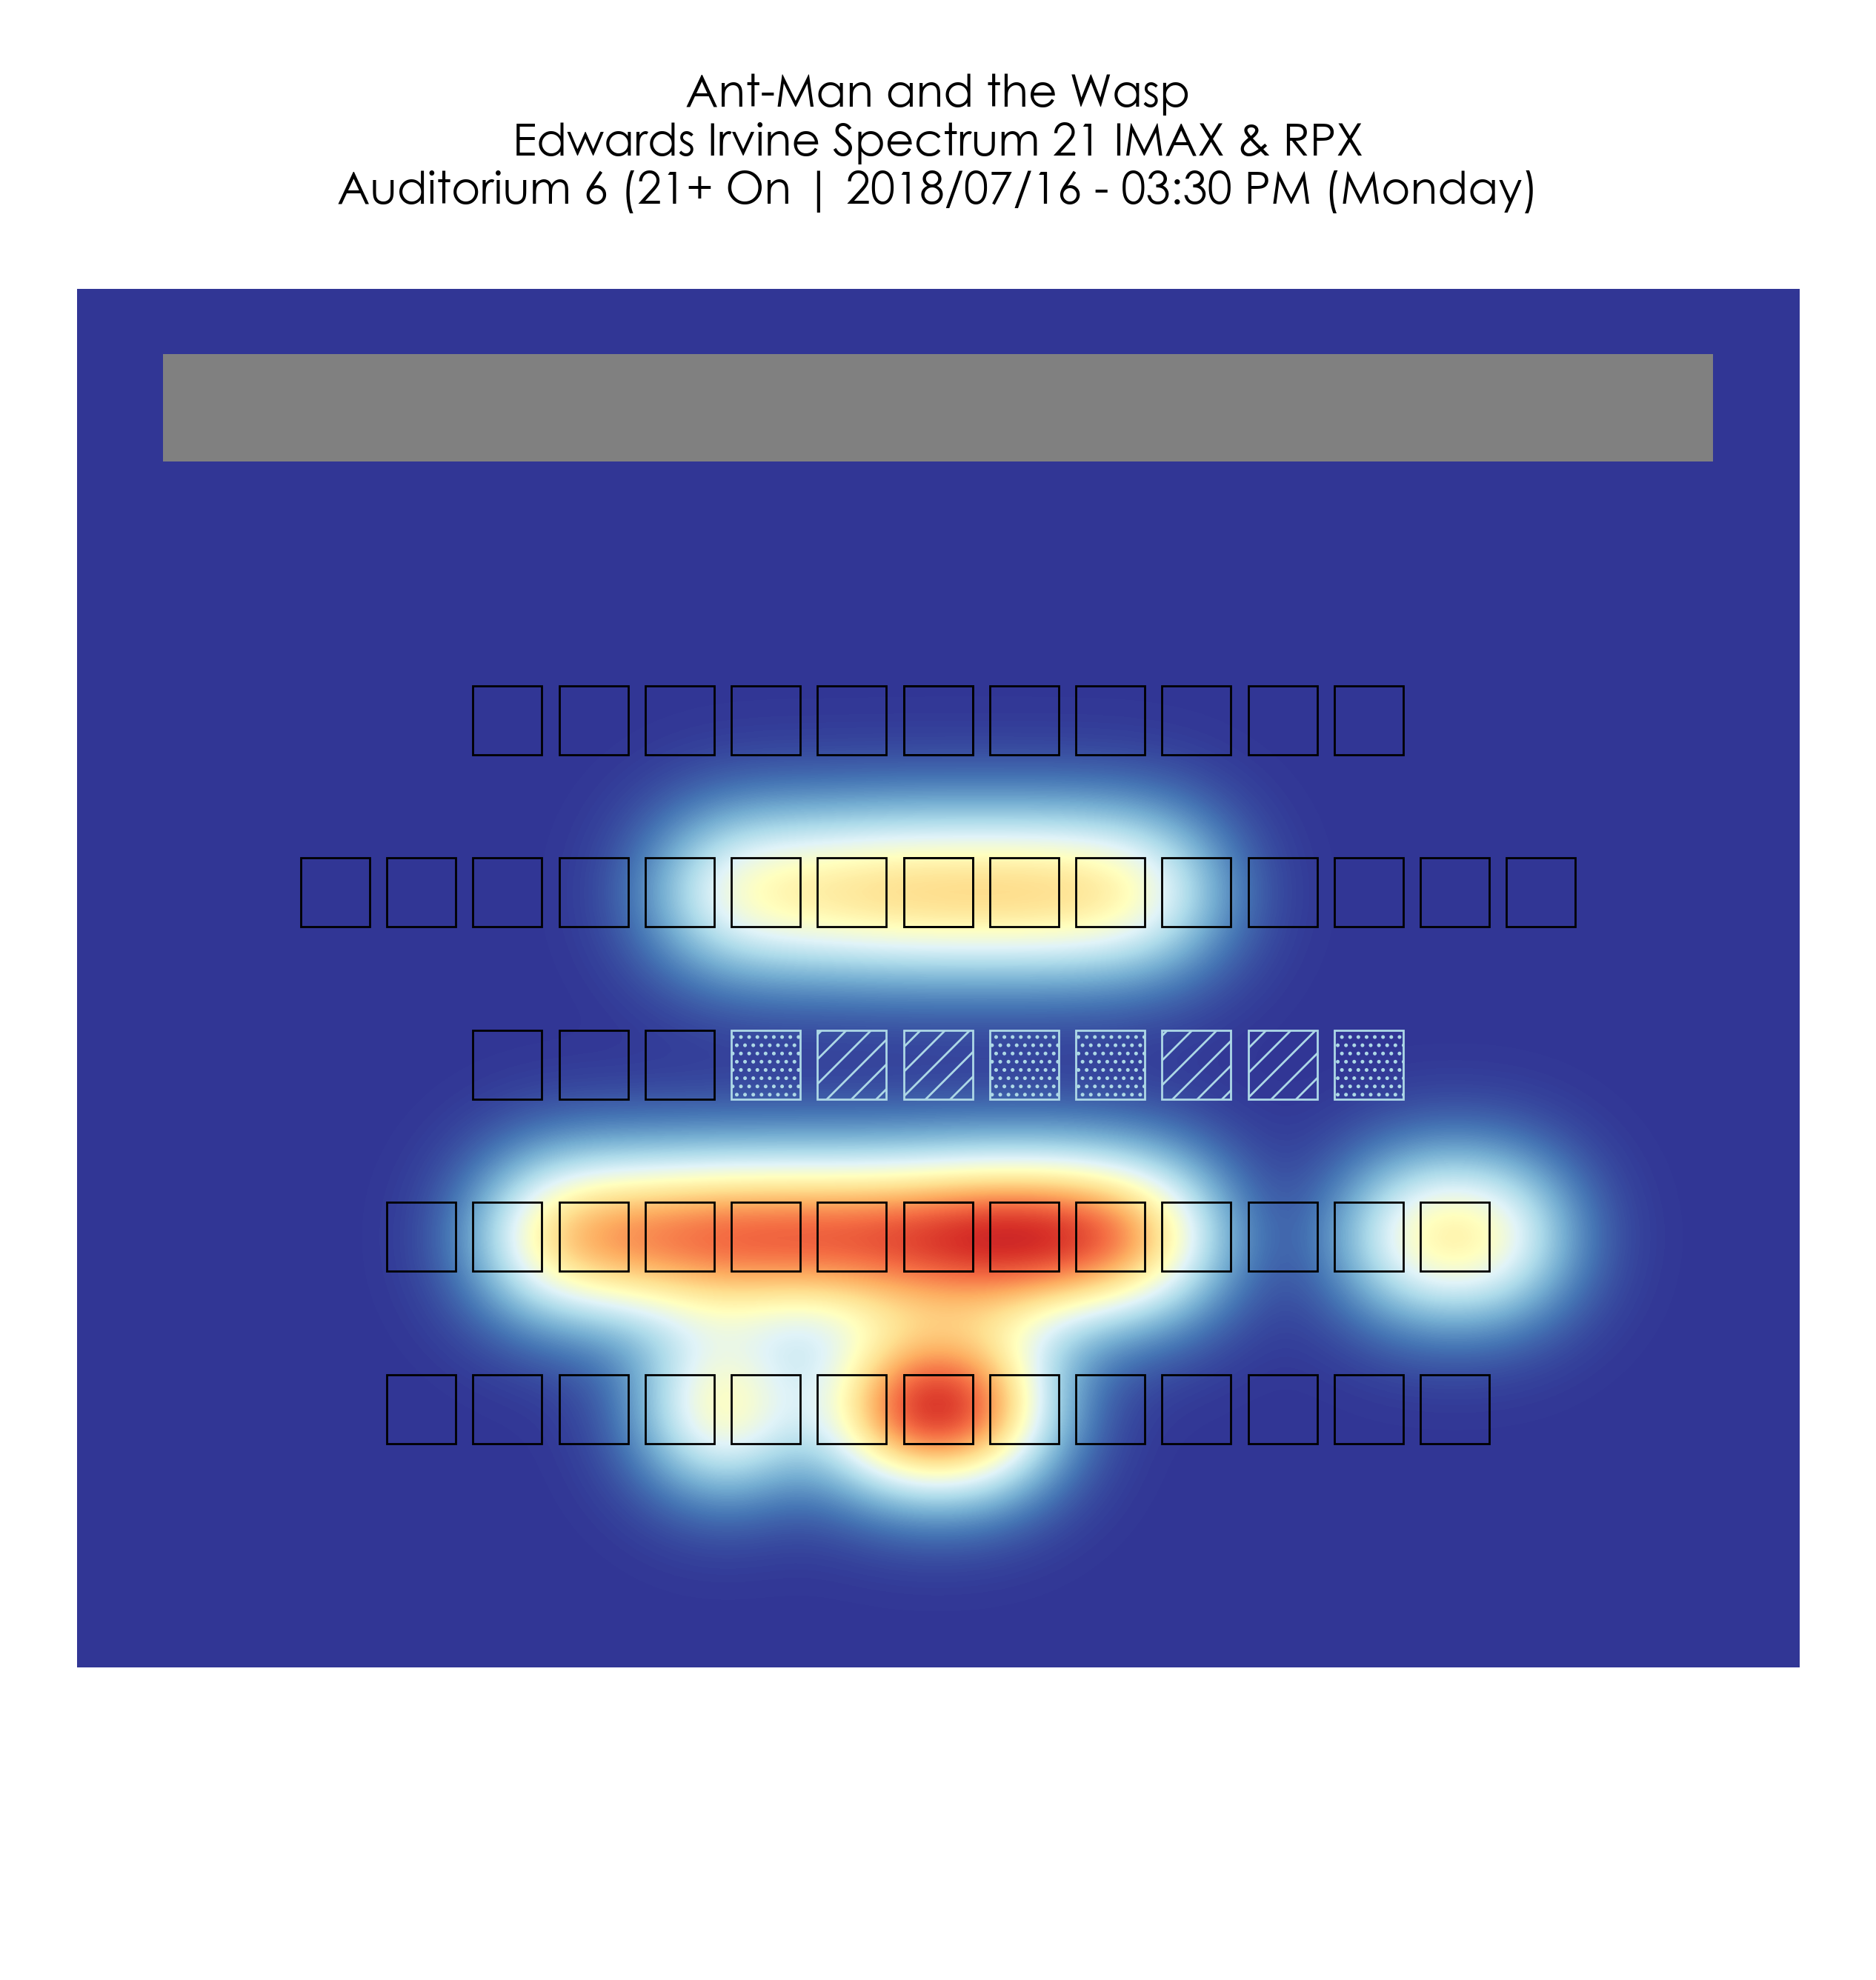 Ant-Man and the Wasp
Edwards Irvine Spectrum 21 IMAX & RPX
Auditorium 6 (21+ On | 2018/07/16 - 03:30 PM (Monday)